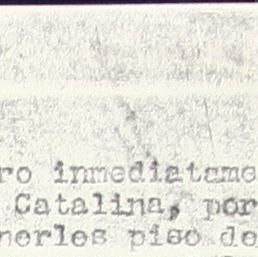 ro inmediatame
Catalina, por
nerles piso de